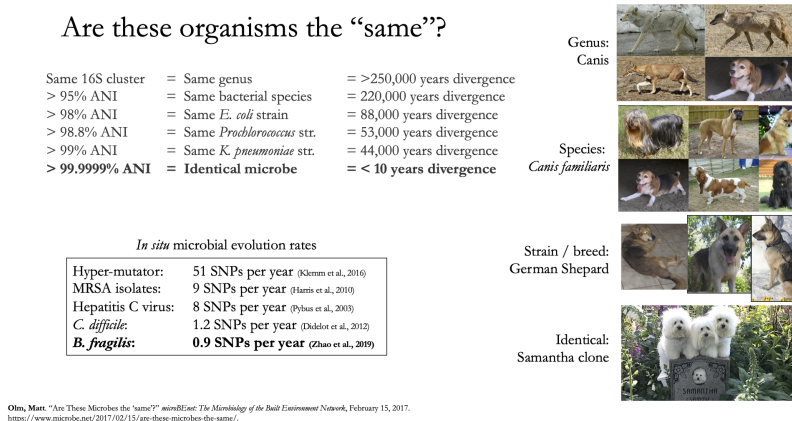 Are these organisms the “same”?
Same 16S cluster = Same genus = >250,000 years divergence
> 95% ANI = Same bacterial species = 220,000 years divergence
> 98% ANI = Same E. coli strain = 88,000 years divergence
> 98.8% ANI = Same Prochlorococcus str. = 53,000 years divergence
> 99% ANI = Same K. pneumoniae str. = 44,000 years divergence
> 99.9999% ANI = Identical microbe = < 10 years divergence
In situ microbial evolution rates
Hyper-mutator: 51 SNPs per year (Klemm et al., 2016)
MRSA isolates: 9 SNPs per year (Harris et al., 2010)
Hepatitis C virus: 8 SNPs per year (Pybus et al., 2003)
C. difficile: 1.2 SNPs per year (Didelot et al., 2012)
B. fragilis: 0.9 SNPs per year (Zhao et al., 2019)
Genus:
Canis
Species:
Canis familiaris
Strain / breed:
German Shepard
Identical:
Samantha clone
SAMANTHA
Olm, Matt. “Are These Microbes the ‘same’?” microBEnet: The Microbiology of the Built Environment Network, February 15, 2017.
https://www.microbe.net/2017/02/15/are-these-microbes-the-same/.